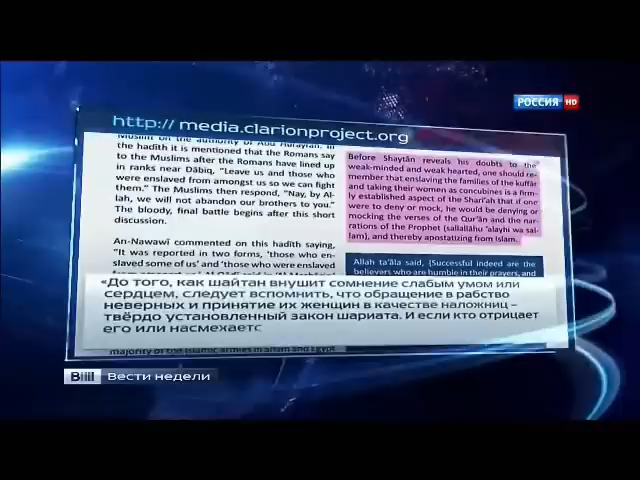 http:// media.clarionproject.org
РОССИЯ HD
Muslim on the authority of Abū Hurayrah. In
the hadīth it is mentioned that the Romans say
to the Muslims after the Romans have lined up
in ranks near Dābiq, "Leave us and those who
were enslaved from amongst us so we can fight
them." The Muslims then respond, "Nay, by Al-
lah, we will not abandon our brothers to you."
The bloody, final battle begins after this short
discussion.
An-Nawawī commented on this hadīth saying,
"It was reported in two forms, 'those who en-
slaved some of us' and 'those who were enslaved
Before Shaytān reveals his doubts to the
weak-minded and weak hearted, one should re-
member that enslaving the families of the kuffār
and taking their women as concubines is a firm-
ly established aspect of the Sharī'ah that if one
were to deny or mock, he would be denying or
mocking the verses of the Qur'ān and the nar-
rations of the Prophet (sallallāhu 'alayhi wa sal-
lam), and thereby apostatizing from Islam.
Allah ta'āla said, {Successful indeed are the
believers who are humble in their prayers, and
«До того, как шайтан внушит сомнение слабым умом или
сердцем, следует вспомнить, что обращение в рабство
неверных и принятие их женщин в качестве наложниц –
твёрдо установленный закон шариата. И если кто отрицает
его или насмехаетс
majority of the Islamic armies in
В Вести недели